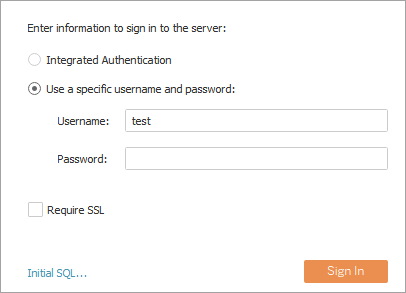 Enter information to sign in to the server:
Integrated Authentication
Use a specific username and password:
Username: test
Password:
Require SSL
Initial SQL...
Sign In